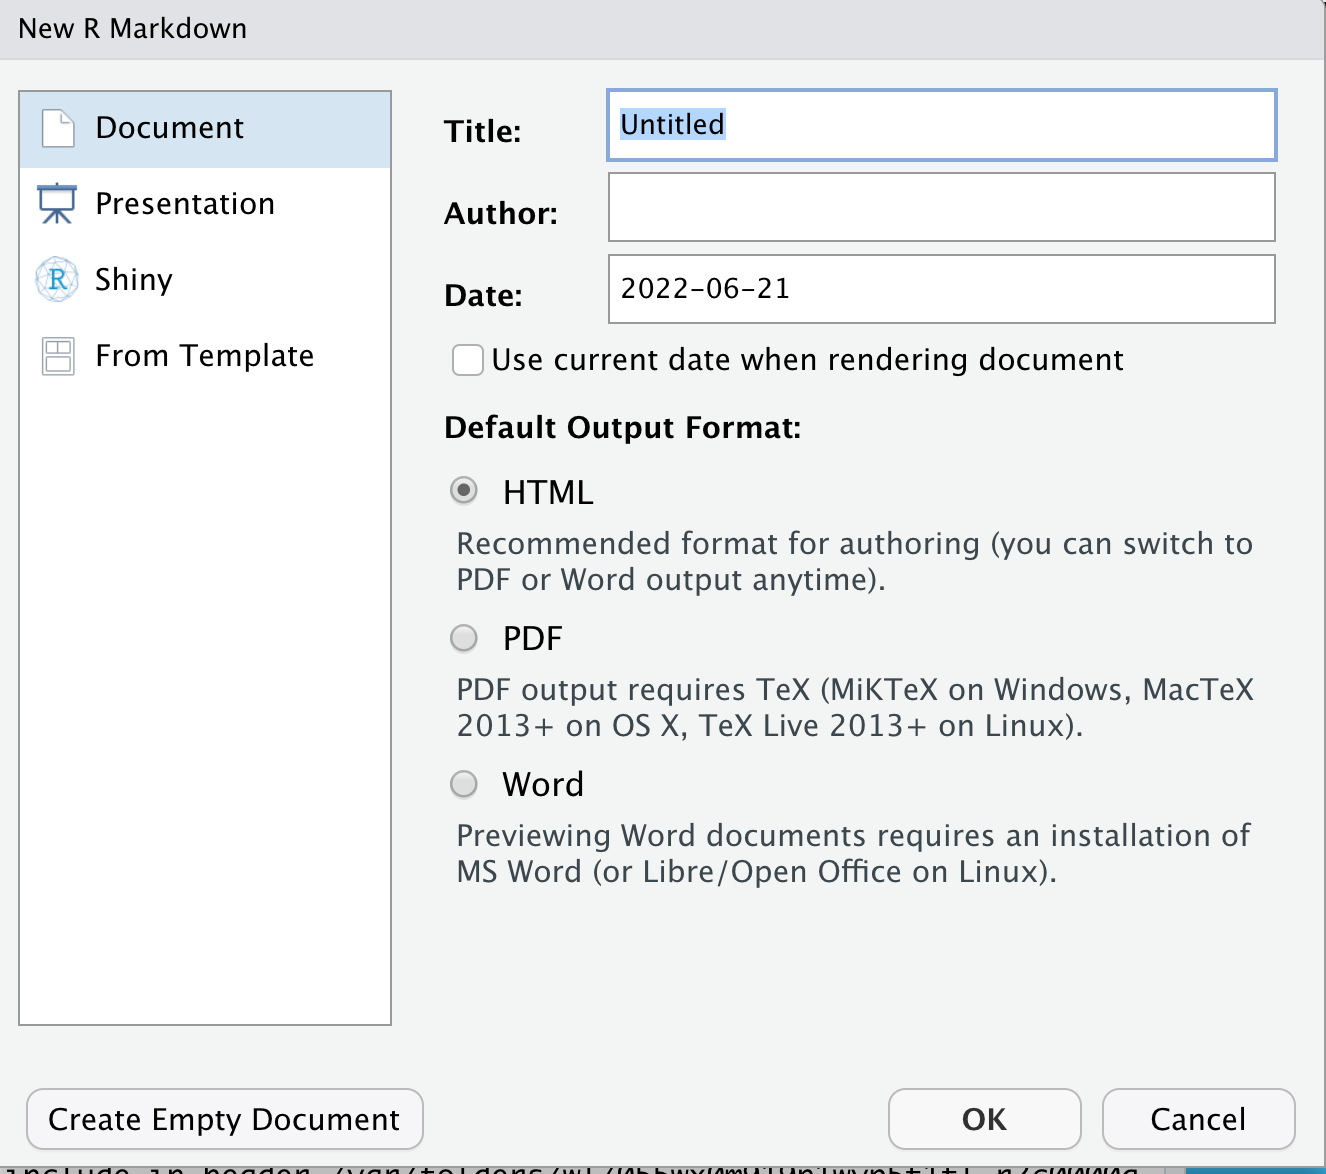 New R Markdown
Document
Presentation
R Shiny
From Template
Title: Untitled
Author:
Date: 2022-06-21
Use current date when rendering document
Default Output Format:
HTML
Recommended format for authoring (you can switch to
PDF or Word output anytime).
PDF
PDF output requires TeX (MiKTeX on Windows, MacTeX
2013+ on OS X, TeX Live 2013+ on Linux).
Word
Previewing Word documents requires an installation of
MS Word (or Libre/Open Office on Linux).
Create Empty Document OK Cancel